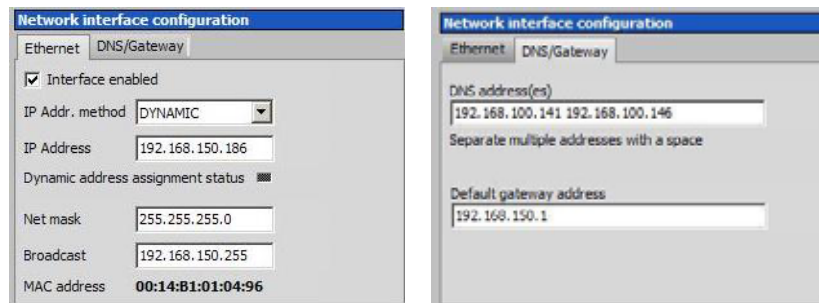 Network interface configuration
Ethernet DNS/Gateway
Interface enabled
IP Addr. method DYNAMIC
IP Address 192.168.150.186
Dynamic address assignment status
Net mask 255.255.255.0
Broadcast 192.168.150.255
MAC address 00:14:B1:01:04:96
Network interface configuration
Ethernet DNS/Gateway
DNS address(es)
192.168.100.141 192.168.100.146
Separate multiple addresses with a space
Default gateway address
192.168.150.1